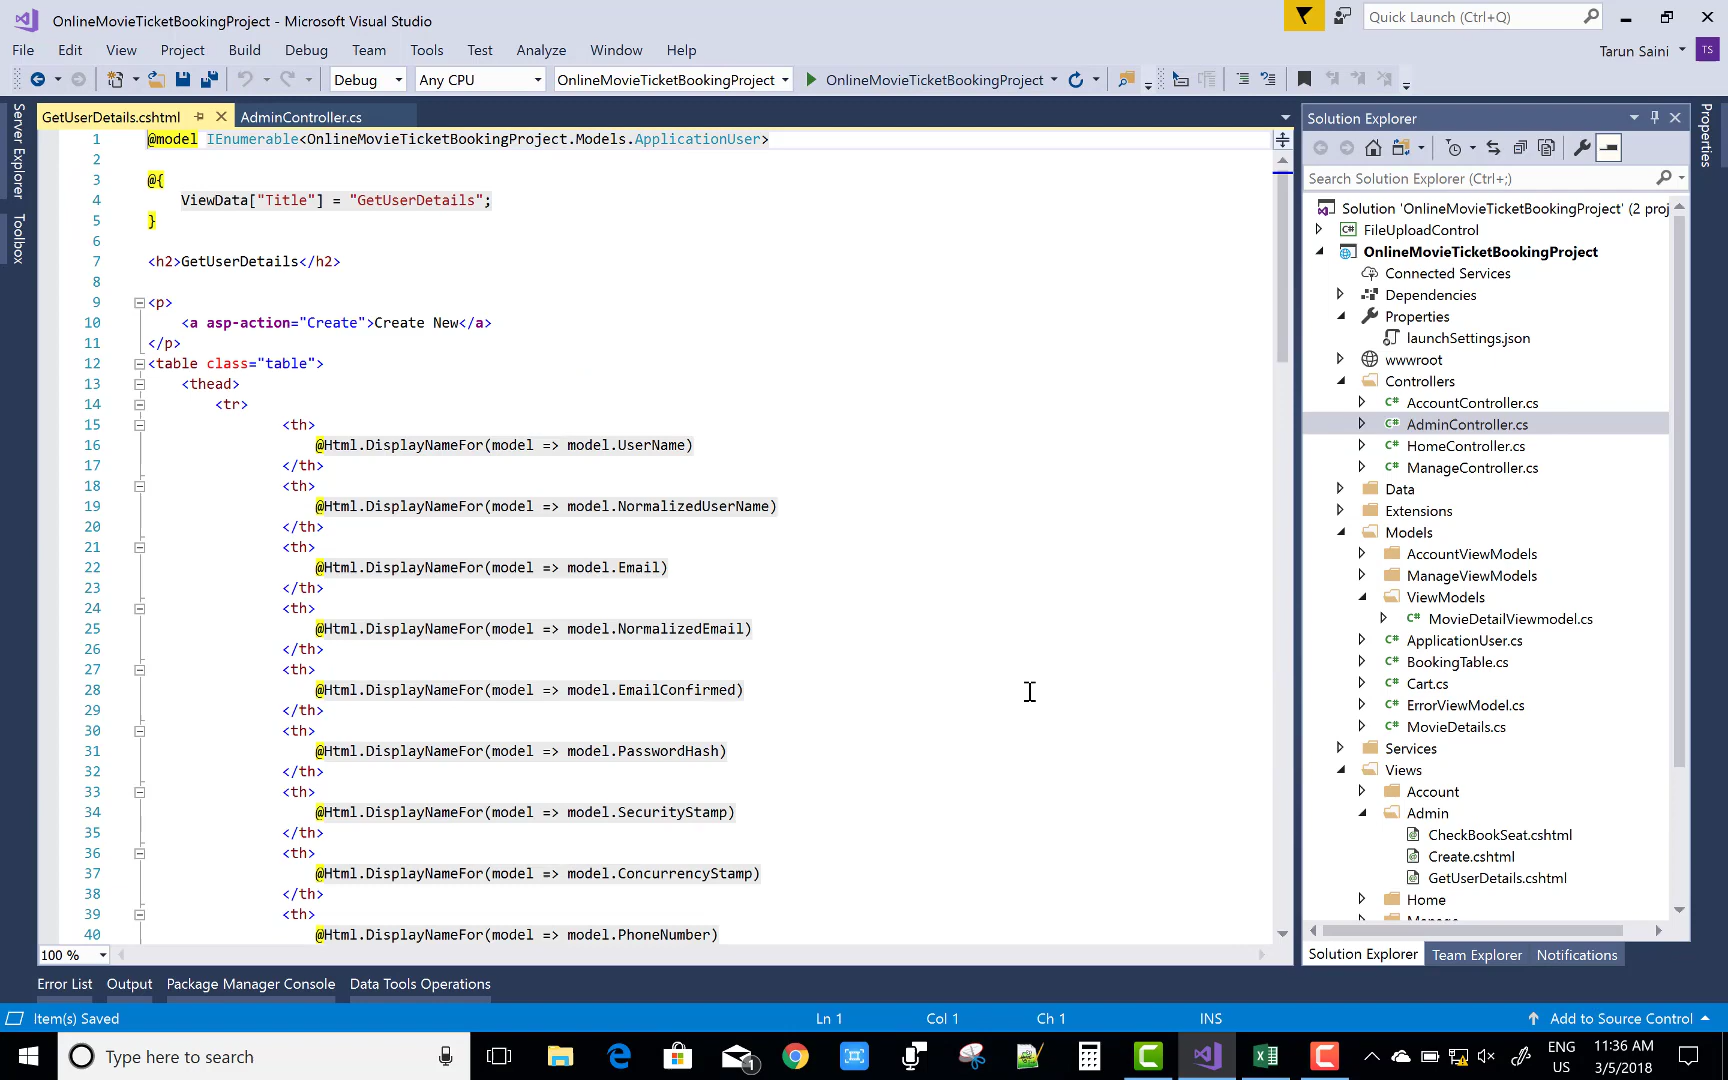 OnlineMovieTicketBookingProject - Microsoft Visual Studio
Quick Launch (Ctrl+Q)
File Edit View Project Build Debug Team Tools Test Analyze Window Help
Tarun Saini TS
Debug Any CPU OnlineMovieTicketBookingProject OnlineMovieTicketBookingProject
Server Explorer
Toolbox
GetUserDetails.cshtml AdminController.cs
1 @model IEnumerable<OnlineMovieTicketBookingProject.Models.ApplicationUser>
2
3 @{
4 ViewData["Title"] = "GetUserDetails";
5 }
6
7 <h2>GetUserDetails</h2>
8
9 <p>
10 <a asp-action="Create">Create New</a>
11 </p>
12 <table class="table">
13 <thead>
14 <tr>
15 <th>
16 @Html.DisplayNameFor(model => model.UserName)
17 </th>
18 <th>
19 @Html.DisplayNameFor(model => model.NormalizedUserName)
20 </th>
21 <th>
22 @Html.DisplayNameFor(model => model.Email)
23 </th>
24 <th>
25 @Html.DisplayNameFor(model => model.NormalizedEmail)
26 </th>
27 <th>
28 @Html.DisplayNameFor(model => model.EmailConfirmed)
29 </th>
30 <th>
31 @Html.DisplayNameFor(model => model.PasswordHash)
32 </th>
33 <th>
34 @Html.DisplayNameFor(model => model.SecurityStamp)
35 </th>
36 <th>
37 @Html.DisplayNameFor(model => model.ConcurrencyStamp)
38 </th>
39 <th>
40 @Html.DisplayNameFor(model => model.PhoneNumber)
100 %
Solution Explorer
Search Solution Explorer (Ctrl+;)
Solution 'OnlineMovieTicketBookingProject' (2 proj
FileUploadControl
OnlineMovieTicketBookingProject
Connected Services
Dependencies
Properties
launchSettings.json
wwwroot
Controllers
C# AccountController.cs
C# AdminController.cs
C# HomeController.cs
C# ManageController.cs
Data
Extensions
Models
AccountViewModels
ManageViewModels
ViewModels
C# MovieDetailViewmodel.cs
C# ApplicationUser.cs
C# BookingTable.cs
C# Cart.cs
C# ErrorViewModel.cs
C# MovieDetails.cs
Services
Views
Account
Admin
CheckBookSeat.cshtml
Create.cshtml
GetUserDetails.cshtml
Home
Manage
Solution Explorer Team Explorer Notifications
Properties
Error List Output Package Manager Console Data Tools Operations
Item(s) Saved Ln 1 Col 1 Ch 1 INS Add to Source Control
Type here to search
1
ENG
US
11:36 AM
3/5/2018